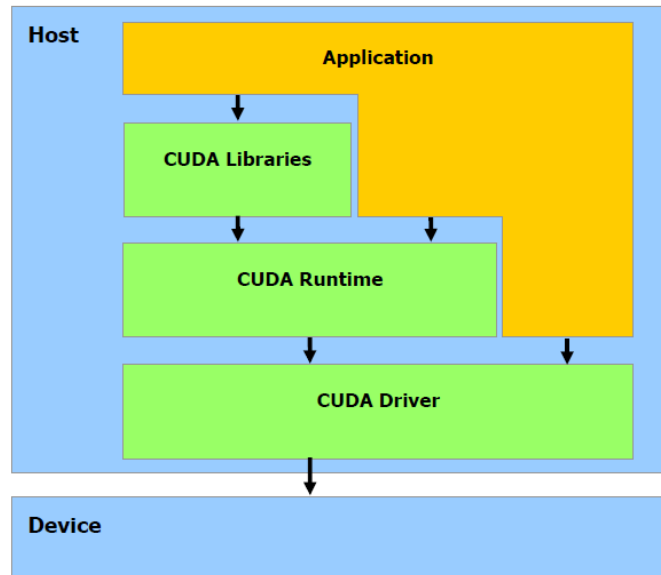 Host
Application
CUDA Libraries
CUDA Runtime
CUDA Driver
Device